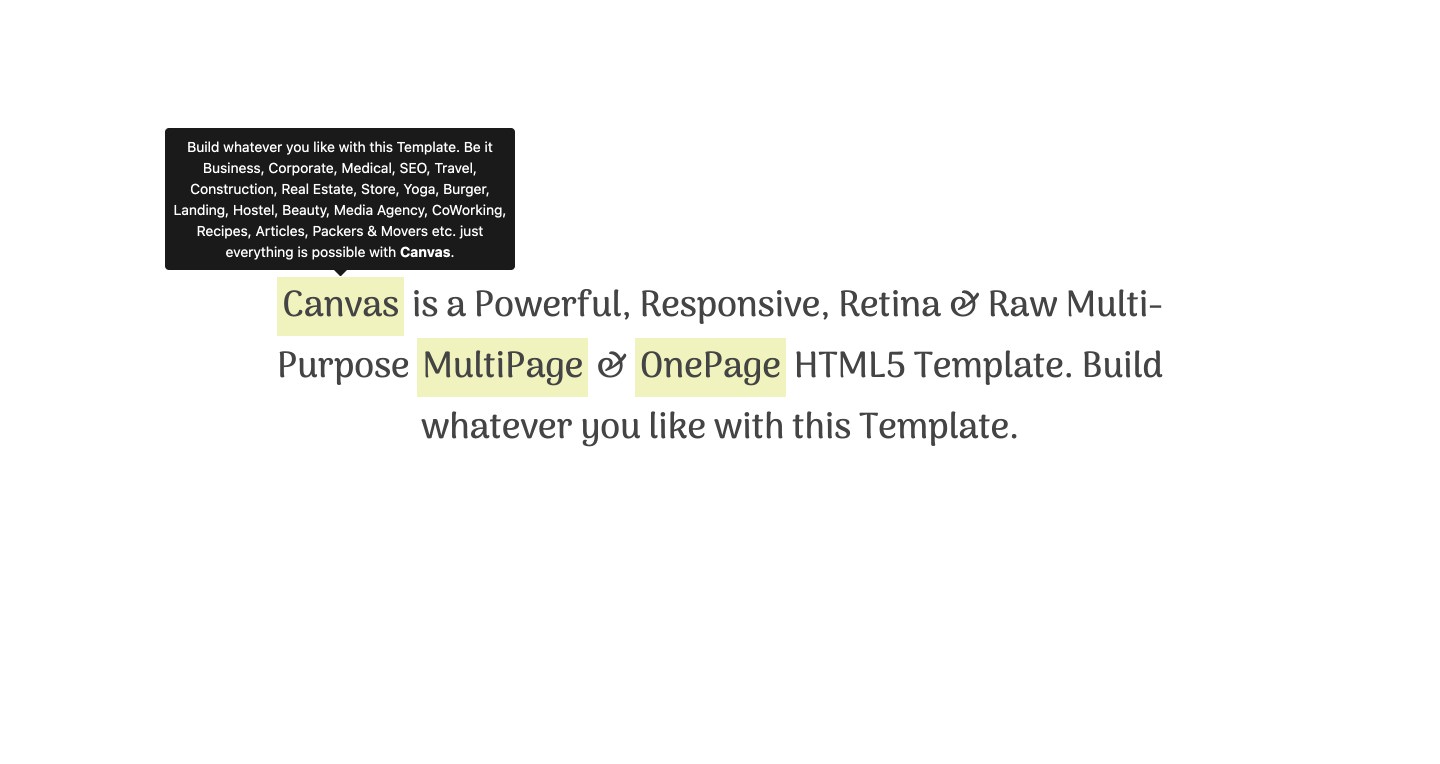 Build whatever you like with this Template. Be it
Business, Corporate, Medical, SEO, Travel,
Construction, Real Estate, Store, Yoga, Burger,
Landing, Hostel, Beauty, Media Agency, CoWorking,
Recipes, Articles, Packers & Movers etc. just
everything is possible with Canvas.
Canvas is a Powerful, Responsive, Retina & Raw Multi-
Purpose MultiPage & OnePage HTML5 Template. Build
whatever you like with this Template.